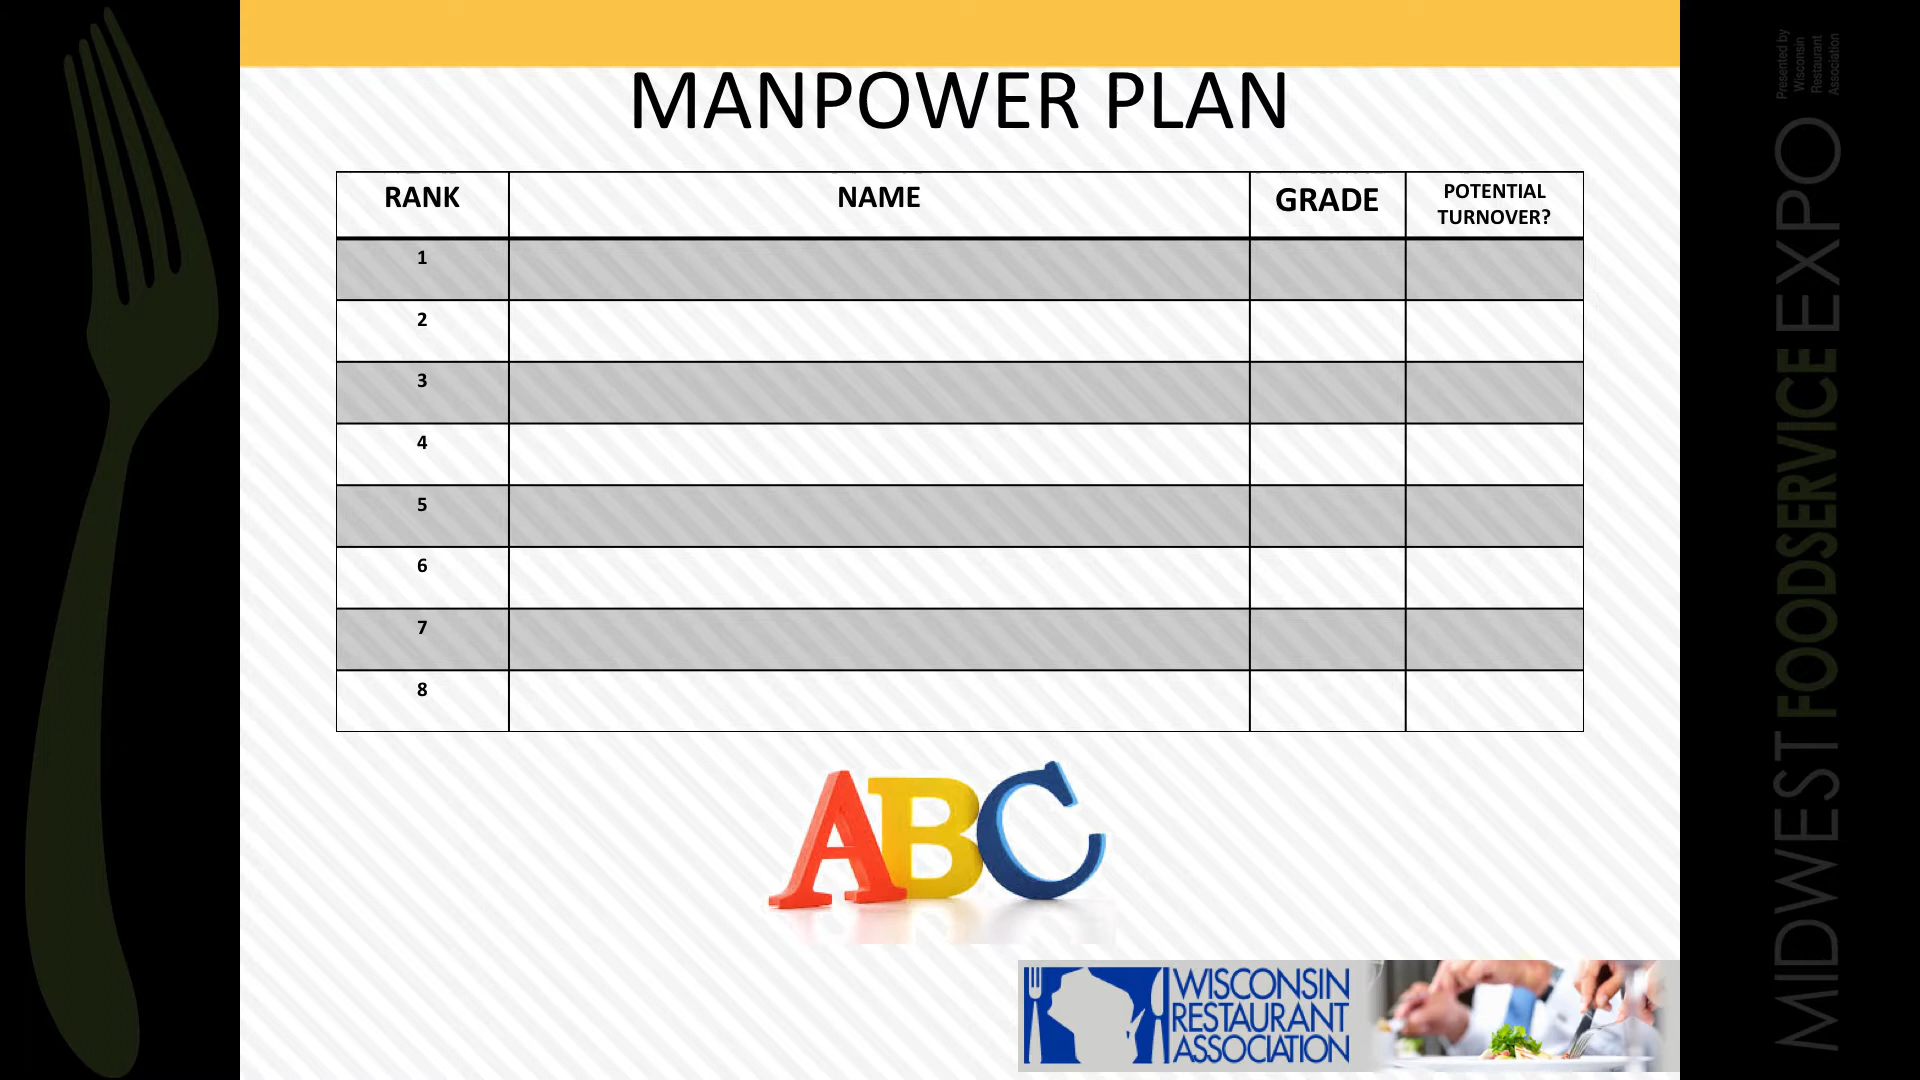 MANPOWER PLAN
RANK NAME GRADE POTENTIAL TURNOVER?
1
2
3
4
5
6
7
8
ABC
WISCONSIN
RESTAURANT
ASSOCIATION
MIDWEST FOODSERVICE EXPO
Presented by
Wisconsin
Restaurant
Association